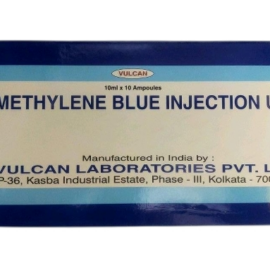 VULCAN
10ml x 10 Ampoules
METHYLENE BLUE INJECTION U
Manufactured in India by :
VULCAN LABORATORIES PVT. L
P-36, Kasba Industrial Estate, Phase - III, Kolkata - 700